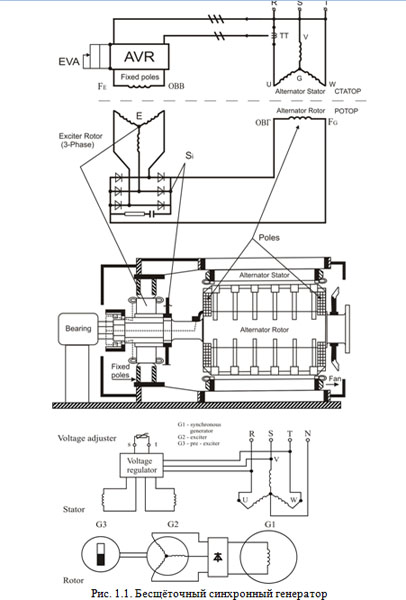 R S T
ТТ
V
AVR
EVA
Fixed poles
G
U W
FE ОВВ
Alternator Stator СТАТОР
Alternator Rotor РОТОР
E
Exciter Rotor
(3-Phase)
ОВГ FG
Si
Poles
Alternator Stator
Bearing
Alternator Rotor
Fixed
poles
Fan
G1 - synchronous
generator
G2 - exciter
G3 - pre - exciter
R S T N
Voltage adjuster
s t
V
Voltage
regulator
U W
Stator
G3 G2 G1
Rotor
Рис. 1.1. Бесщёточный синхронный генератор